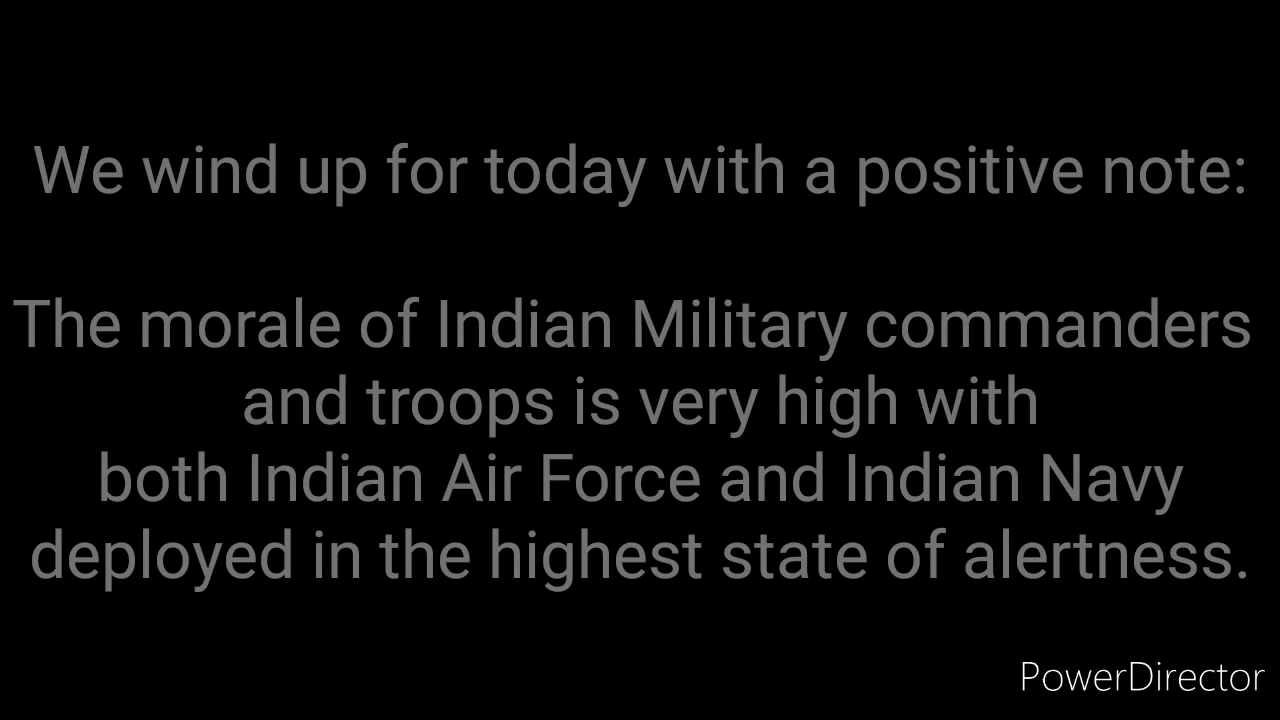 We wind up for today with a positive note:
The morale of Indian Military commanders
and troops is very high with
both Indian Air Force and Indian Navy
deployed in the highest state of alertness.
PowerDirector